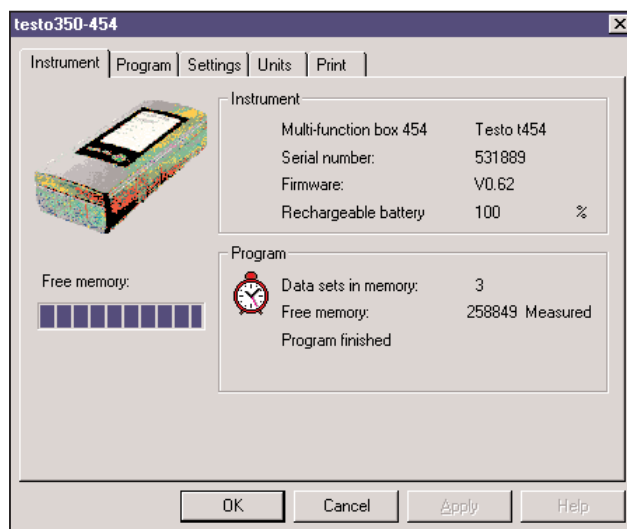 testo350-454
Instrument Program Settings Units Print
Instrument
Multi-function box 454 Testo t454
Serial number: 531889
Firmware: V0.62
Rechargeable battery 100 %
Program
Free memory:
Data sets in memory: 3
Free memory: 258849 Measured
Program finished
OK Cancel Apply Help